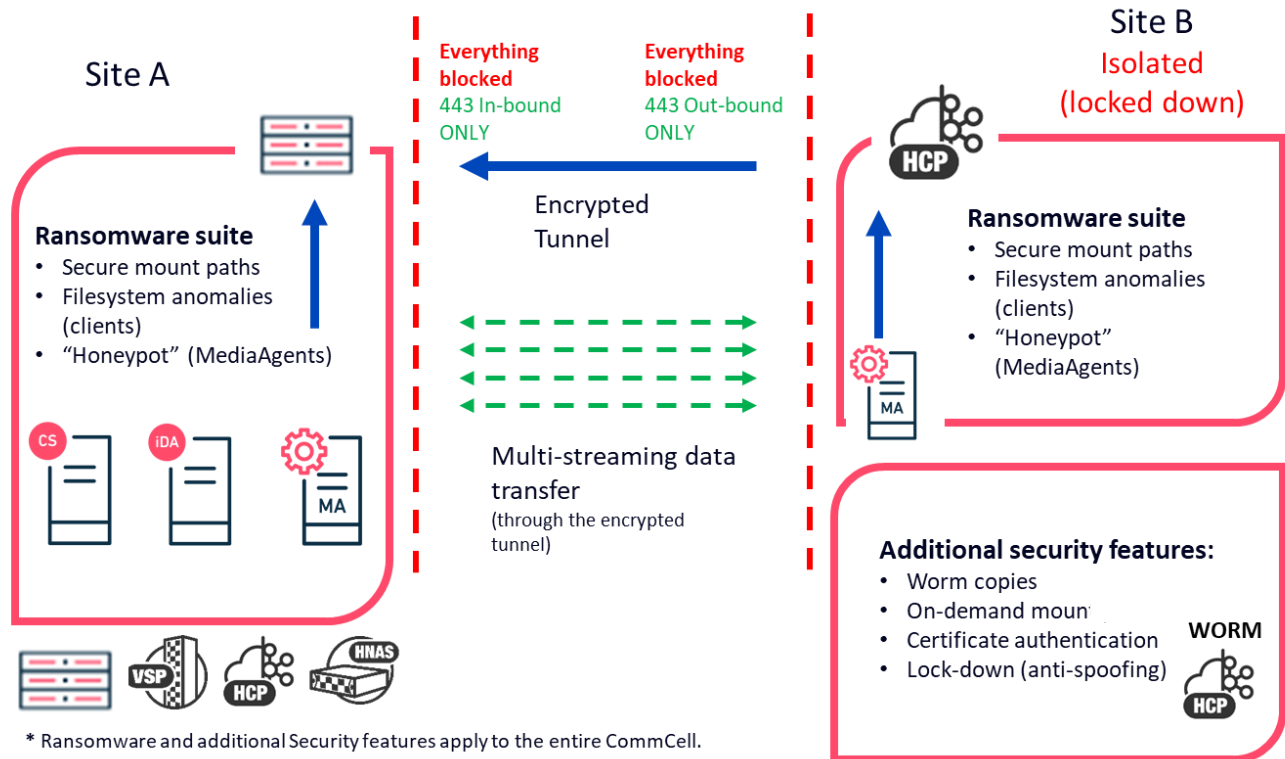 Site A
Ransomware suite
• Secure mount paths
• Filesystem anomalies
(clients)
• “Honeypot” (MediaAgents)
CS
iDA
MA
VSP
HCP
HNAS
Everything
blocked
443 In-bound
ONLY
Everything
blocked
443 Out-bound
ONLY
Encrypted
Tunnel
Multi-streaming data
transfer
(through the encrypted
tunnel)
Site B
Isolated
(locked down)
HCP
Ransomware suite
• Secure mount paths
• Filesystem anomalies
(clients)
• “Honeypot”
(MediaAgents)
MA
Additional security features:
• Worm copies
• On-demand moun
• Certificate authentication
• Lock-down (anti-spoofing)
WORM
HCP
* Ransomware and additional Security features apply to the entire CommCell.